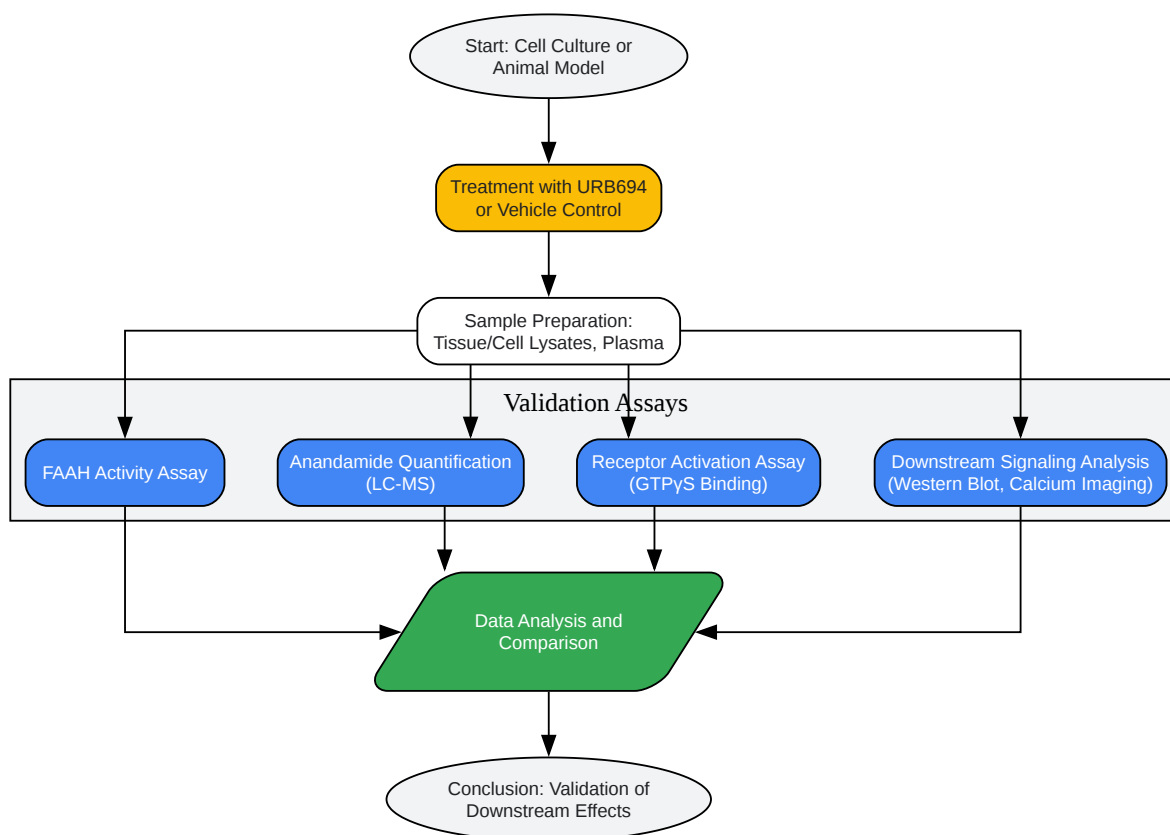 Start: Cell Culture or
Animal Model
Treatment with URB694
or Vehicle Control
Sample Preparation:
Tissue/Cell Lysates, Plasma
Validation Assays
FAAH Activity Assay
Anandamide Quantification
(LC-MS)
Receptor Activation Assay
(GTPγS Binding)
Downstream Signaling Analysis
(Western Blot, Calcium Imaging)
Data Analysis and
Comparison
Conclusion: Validation of
Downstream Effects